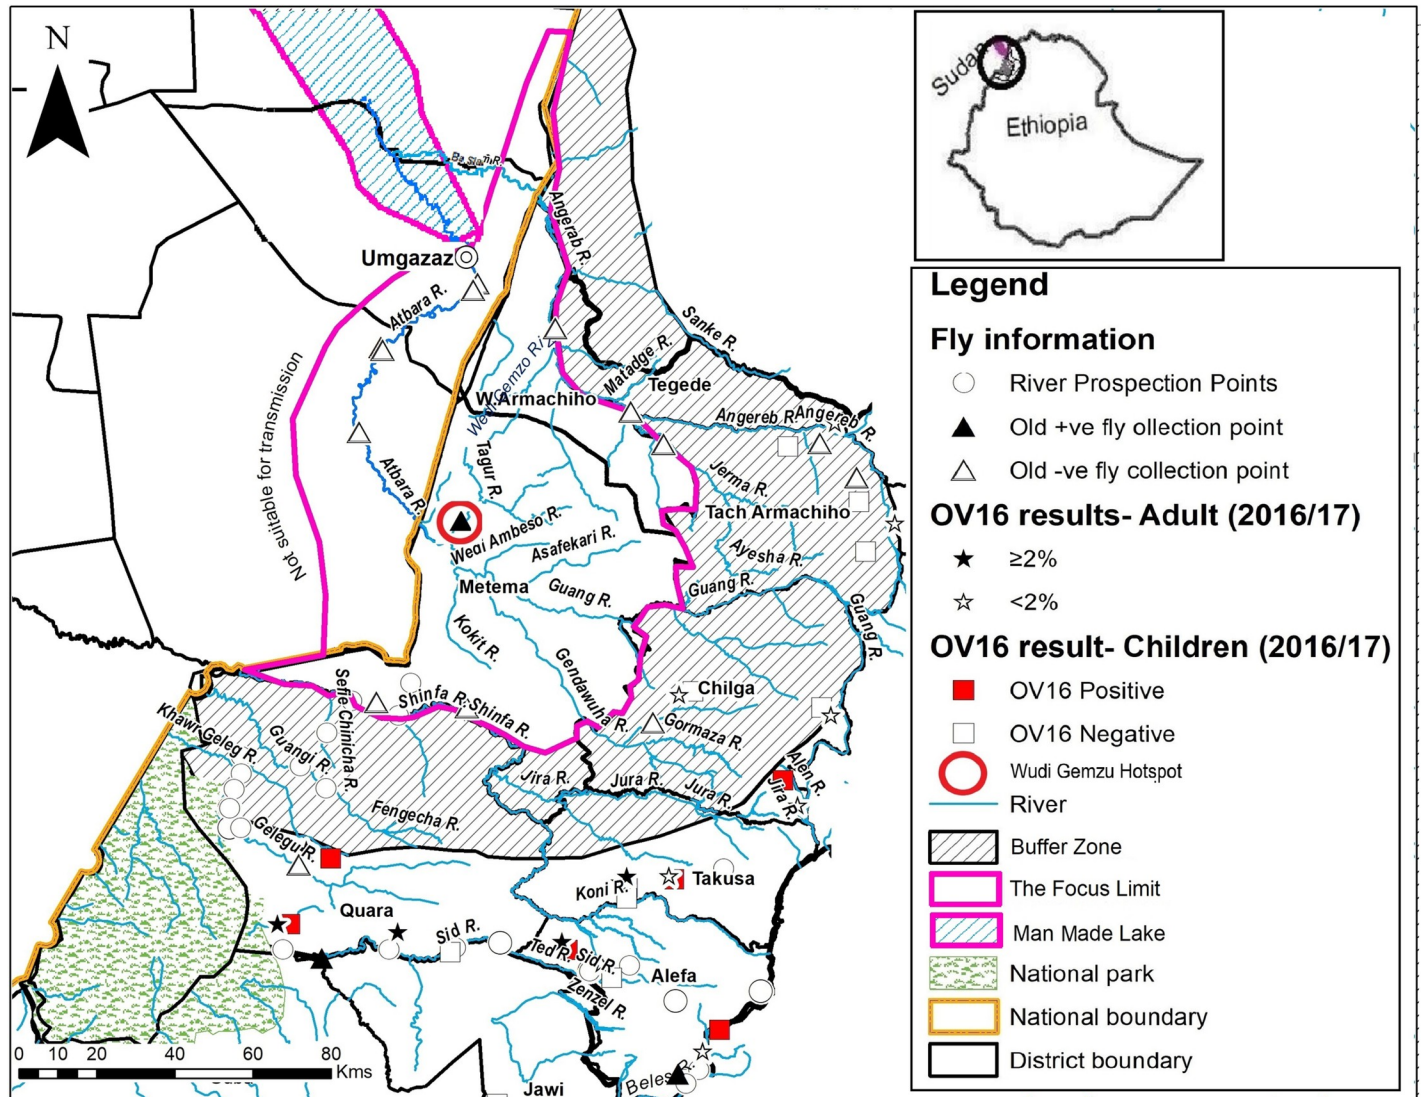 N
Sudan
Ethiopia
Ba Slam R.
Angerab R.
Umgazaz
Atbara R.
Sanke R.
Wedi Gemzo Ri
Matadge R.
Tegede
W.Armachiho
Angereb R.
Angereb R.
Not suitable for transmission
Tagur R.
Jerma R.
Atbara R.
Tach Armachiho
Wedi Ambeso R.
Asafekari R.
Ayesha R.
Metema
Guang R.
Guang R.
Guang R.
Kokit R.
Gendawuha R.
Sefie Chinicha R.
Shinfa R.
Shinfa R.
Chilga
Gormaza R.
Khawr Geleg R.
Guangi R.
Jira R.
Jura R.
Jura R.
Alen R.
Jira R.
Fengecha R.
Gelegu R.
Koni R.
Takusa
Quara
Sid R.
Ted R.
Sid R.
Alefa
Zenzel R.
Beles R.
Jawi
0 10 20 40 60 80
Kms
Legend
Fly information
River Prospection Points
Old +ve fly ollection point
Old -ve fly collection point
OV16 results- Adult (2016/17)
≥2%
<2%
OV16 result- Children (2016/17)
OV16 Positive
OV16 Negative
Wudi Gemzu Hotspot
River
Buffer Zone
The Focus Limit
Man Made Lake
National park
National boundary
District boundary